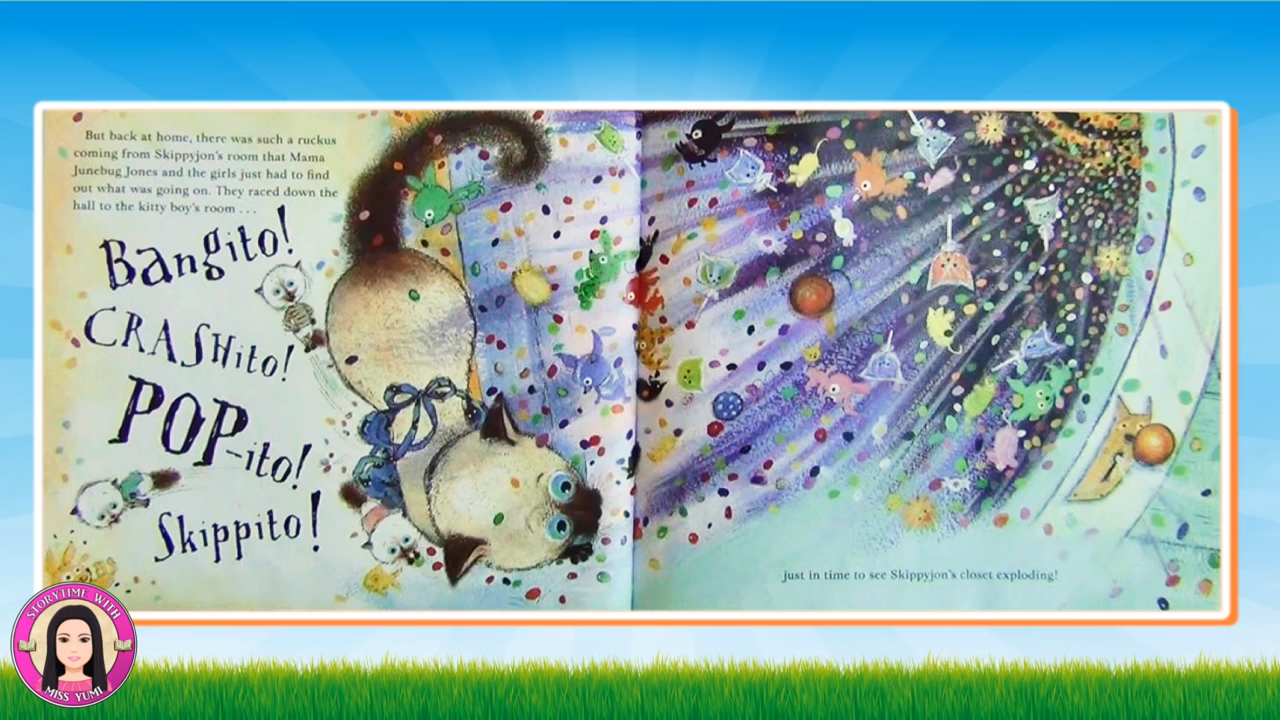 But back at home, there was such a ruckus
coming from Skippyjon's room that Mama
Junebug Jones and the girls just had to find
out what was going on. They raced down the
hall to the kitty boy's room . . .
Bangito!
CRASHito!
POP-ito!
Skippito!
just in time to see Skippyjon's closet exploding!
STORYTIME WITH
MISS YUMI